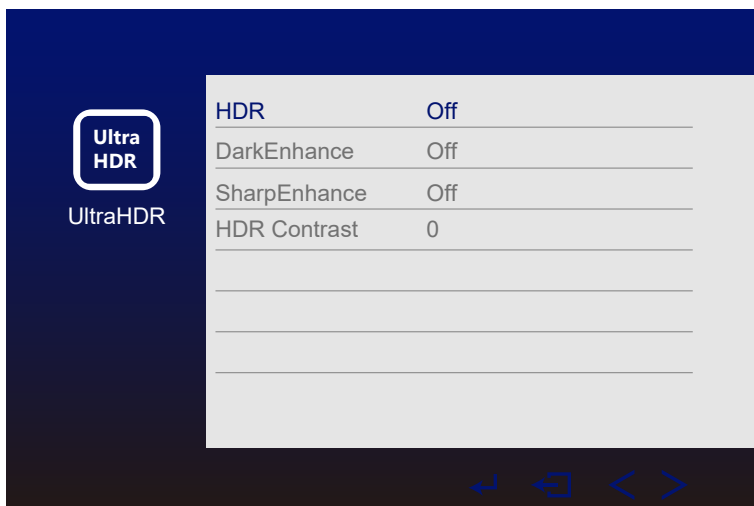 Ultra
HDR
UltraHDR
HDR Off
DarkEnhance Off
SharpEnhance Off
HDR Contrast 0